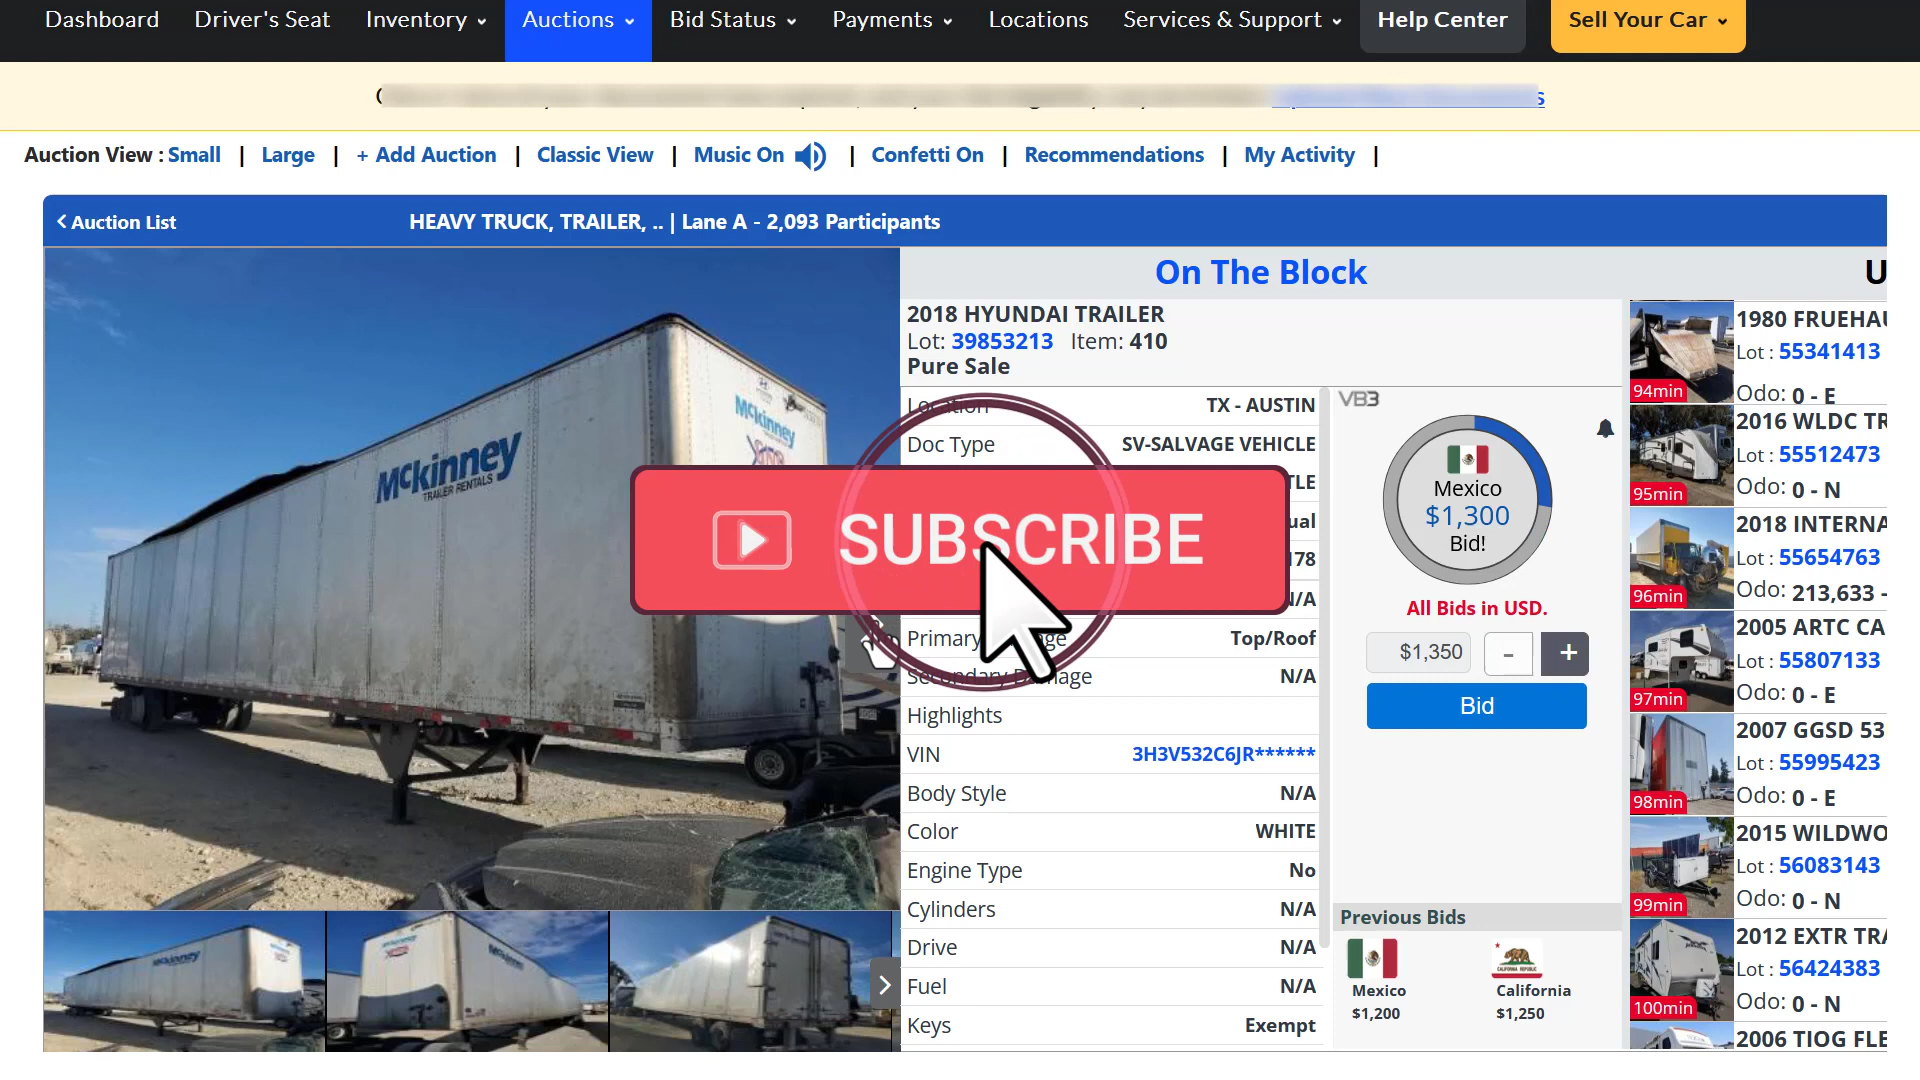 Dashboard
Driver's Seat
Inventory
Auctions
Bid Status
Payments
Locations
Services & Support
Help Center
Sell Your Car
Auction View : Small | Large | + Add Auction | Classic View | Music On | Confetti On | Recommendations | My Activity |
Auction List
HEAVY TRUCK, TRAILER, .. | Lane A - 2,093 Participants
McKinney
TRAILER RENTALS
McKinney
On The Block
2018 HYUNDAI TRAILER
Lot: 39853213 Item: 410
Pure Sale
Location TX - AUSTIN
Doc Type SV-SALVAGE VEHICLE
SUBSCRIBE
Primary Top/Roof
Secondary Damage N/A
Highlights
VIN 3H3V532C6JR******
Body Style N/A
Color WHITE
Engine Type No
Cylinders N/A
Drive N/A
Fuel N/A
Keys Exempt
VB3
Mexico
$1,300
Bid!
All Bids in USD.
$1,350 - +
Bid
Previous Bids
Mexico
$1,200
CALIFORNIA REPUBLIC
California
$1,250
U
1980 FRUEHAU
Lot : 55341413
94min
Odo: 0 - E
2016 WLDC TR
Lot : 55512473
95min
Odo: 0 - N
2018 INTERNA
Lot : 55654763
96min
Odo: 213,633 -
2005 ARTC CA
Lot : 55807133
97min
Odo: 0 - E
2007 GGSD 53
Lot : 55995423
98min
Odo: 0 - E
2015 WILDWO
Lot : 56083143
99min
Odo: 0 - N
2012 EXTR TRA
Lot : 56424383
100min
Odo: 0 - N
2006 TIOG FLE